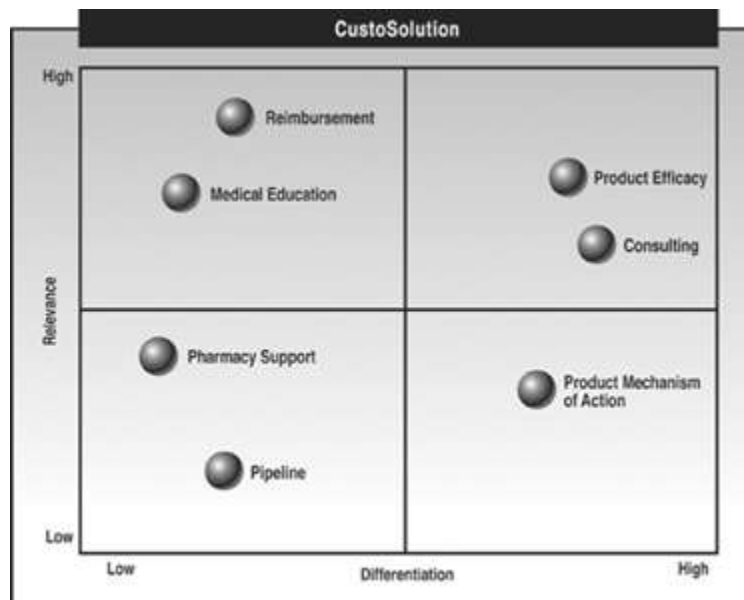 CustoSolution
High
Reimbursement
Medical Education
Product Efficacy
Consulting
Relevance
Pharmacy Support
Product Mechanism
of Action
Pipeline
Low
Low
Differentiation
High